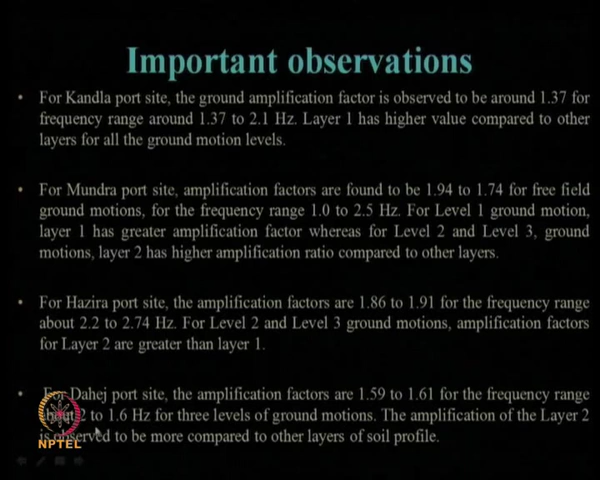 Important observations
• For Kandla port site, the ground amplification factor is observed to be around 1.37 for
frequency range around 1.37 to 2.1 Hz. Layer 1 has higher value compared to other
layers for all the ground motion levels.
• For Mundra port site, amplification factors are found to be 1.94 to 1.74 for free field
ground motions, for the frequency range 1.0 to 2.5 Hz. For Level 1 ground motion,
layer 1 has greater amplification factor whereas for Level 2 and Level 3, ground
motions, layer 2 has higher amplification ratio compared to other layers.
• For Hazira port site, the amplification factors are 1.86 to 1.91 for the frequency range
about 2.2 to 2.74 Hz. For Level 2 and Level 3 ground motions, amplification factors
for Layer 2 are greater than layer 1.
• For Dahej port site, the amplification factors are 1.59 to 1.61 for the frequency range
about 2 to 1.6 Hz for three levels of ground motions. The amplification of the Layer 2
is observed to be more compared to other layers of soil profile.
NPTEL